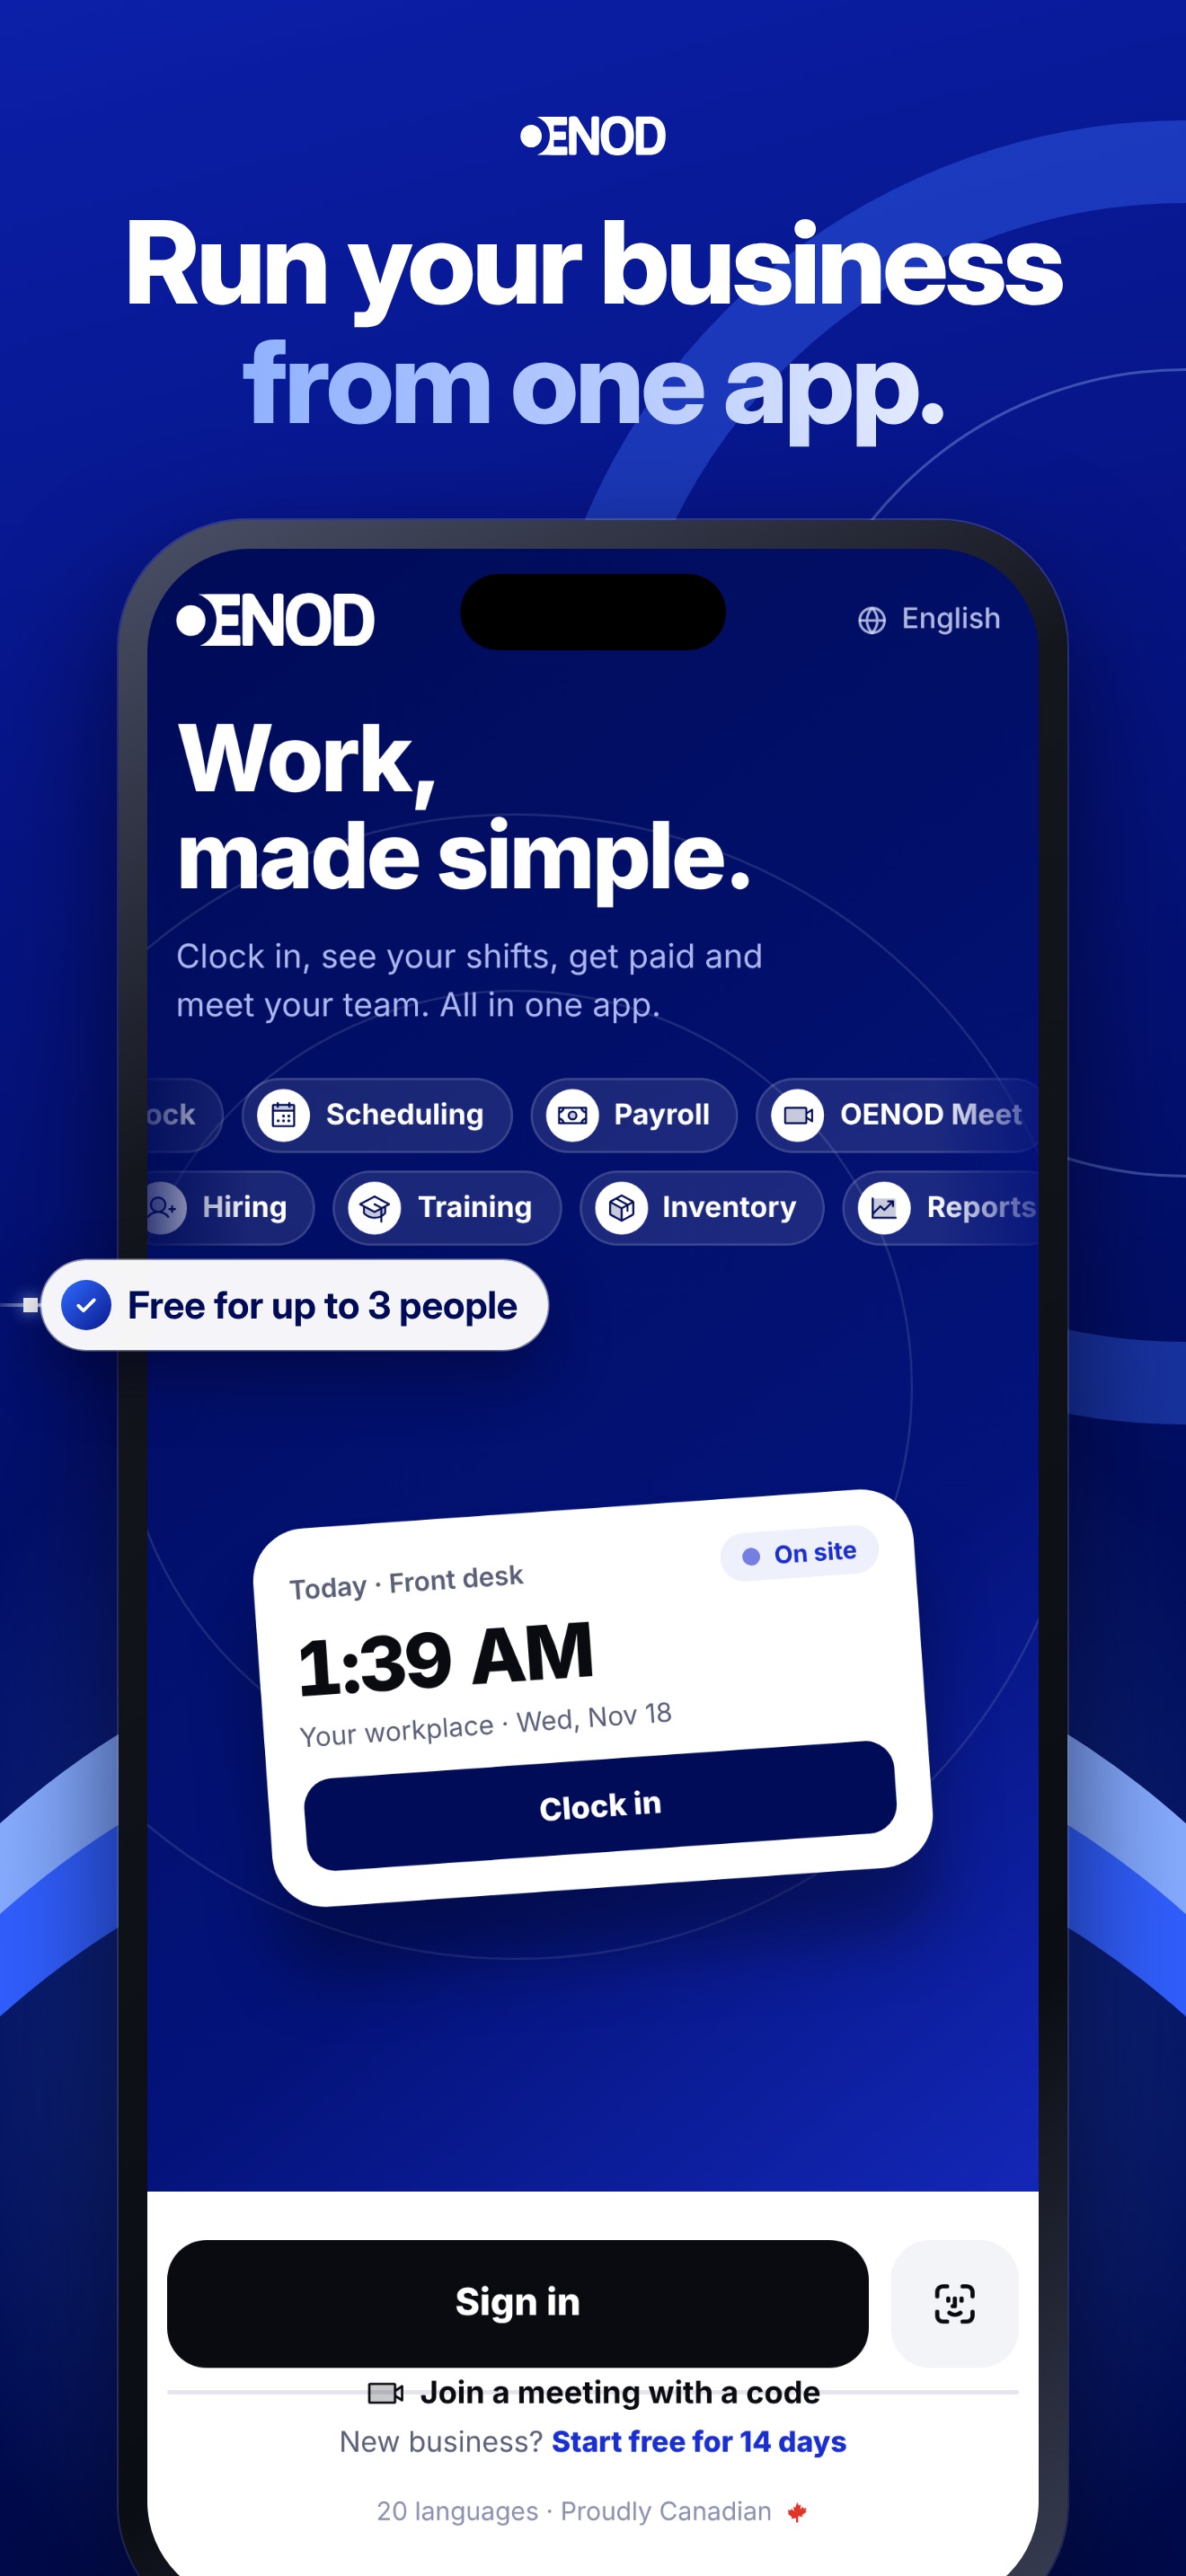 OENOD
Run your business
from one app.
OENOD
English
Work,
made simple.
Clock in, see your shifts, get paid and
meet your team. All in one app.
ock
Scheduling
Payroll
OENOD Meet
Hiring
Training
Inventory
Reports
Free for up to 3 people
Today · Front desk
On site
1:39 AM
Your workplace · Wed, Nov 18
Clock in
Sign in
Join a meeting with a code
New business? Start free for 14 days
20 languages · Proudly Canadian 🍁